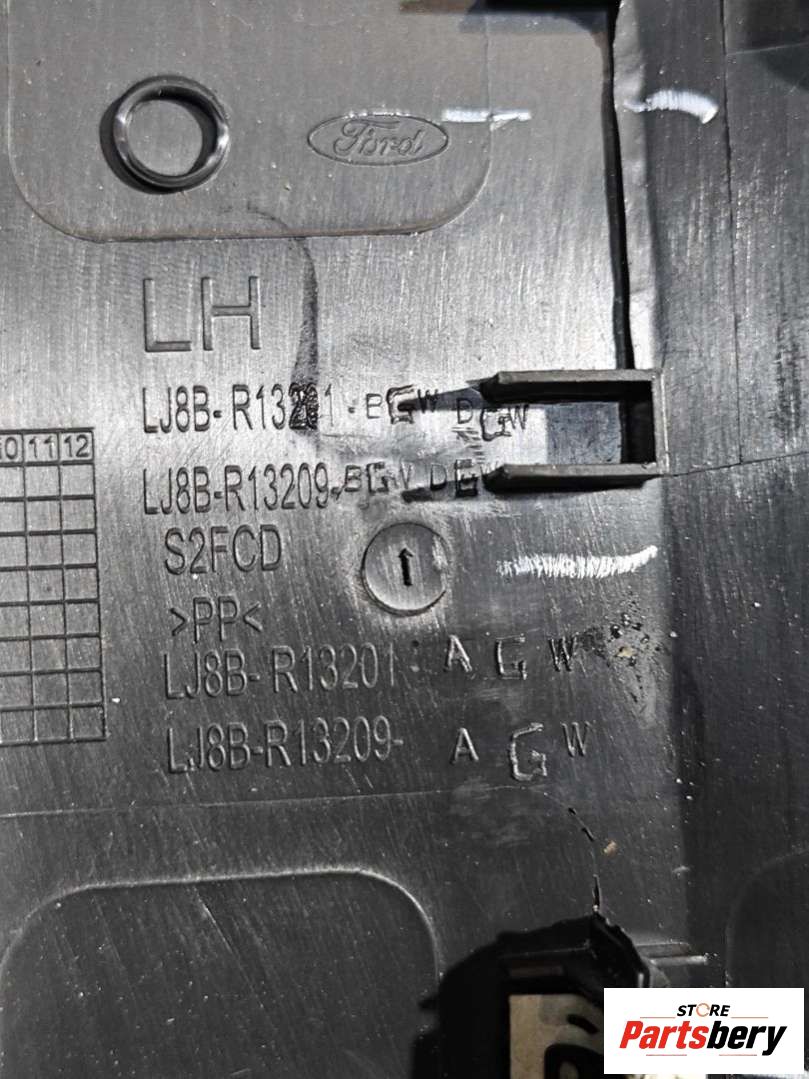 Ford
LH
LJ8B-R13201-BGW DGW
10 11 12
LJ8B-R13209-BGW DGW
S2FCD
>PP<
LJ8B-R13201-AGW
LJ8B-R13209-AGW
STORE
Partsbery